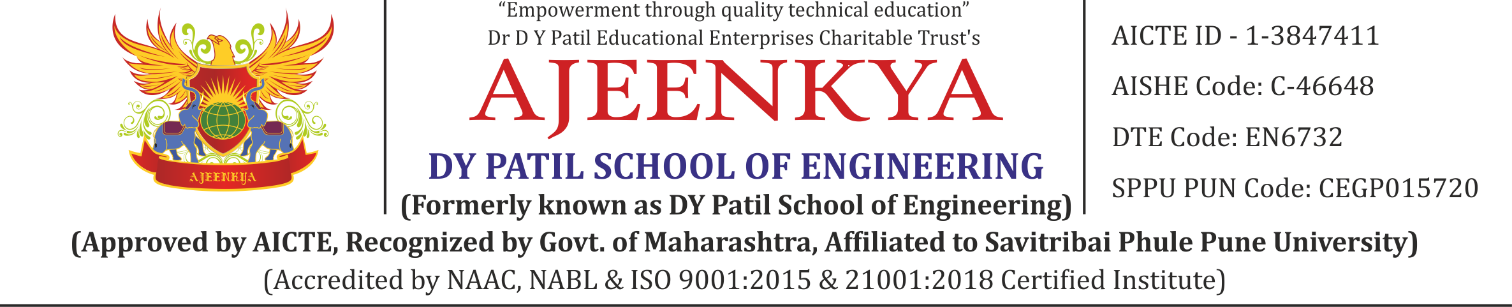 AJEENKYA
“Empowerment through quality technical education”
Dr D Y Patil Educational Enterprises Charitable Trust's
AJEENKYA
DY PATIL SCHOOL OF ENGINEERING
(Formerly known as DY Patil School of Engineering)
AICTE ID - 1-3847411
AISHE Code: C-46648
DTE Code: EN6732
SPPU PUN Code: CEGP015720
(Approved by AICTE, Recognized by Govt. of Maharashtra, Affiliated to Savitribai Phule Pune University)
(Accredited by NAAC, NABL & ISO 9001:2015 & 21001:2018 Certified Institute)